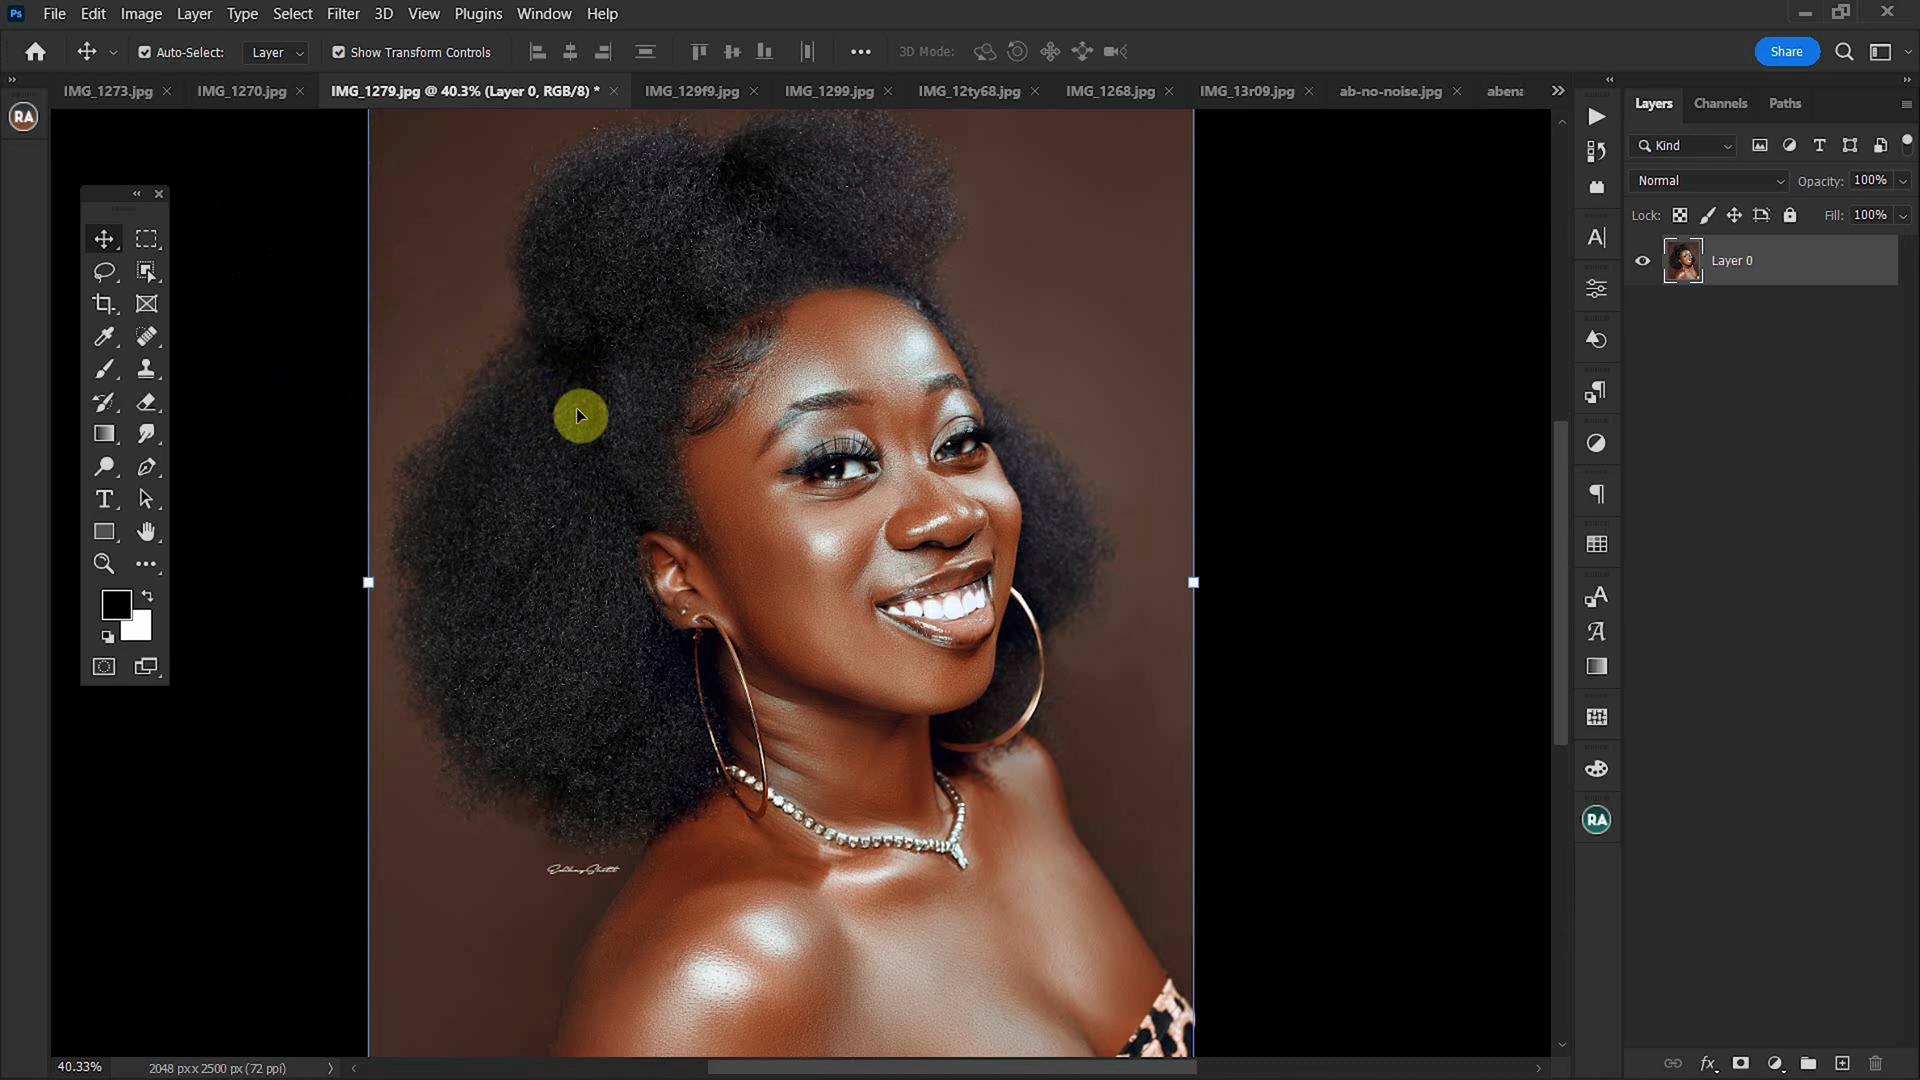 Ps File Edit Image Layer Type Select Filter 3D View Plugins Window Help
Auto-Select: Layer Show Transform Controls 3D Mode: Share
IMG_1273.jpg IMG_1270.jpg IMG_1279.jpg @ 40.3% (Layer 0, RGB/8) * IMG_129f9.jpg IMG_1299.jpg IMG_12ty68.jpg IMG_1268.jpg IMG_13r09.jpg ab-no-noise.jpg abena
RA
Layers Channels Paths
Kind
Normal Opacity: 100%
Lock: Fill: 100%
Layer 0
RA
40.33% 2048 px x 2500 px (72 ppi)